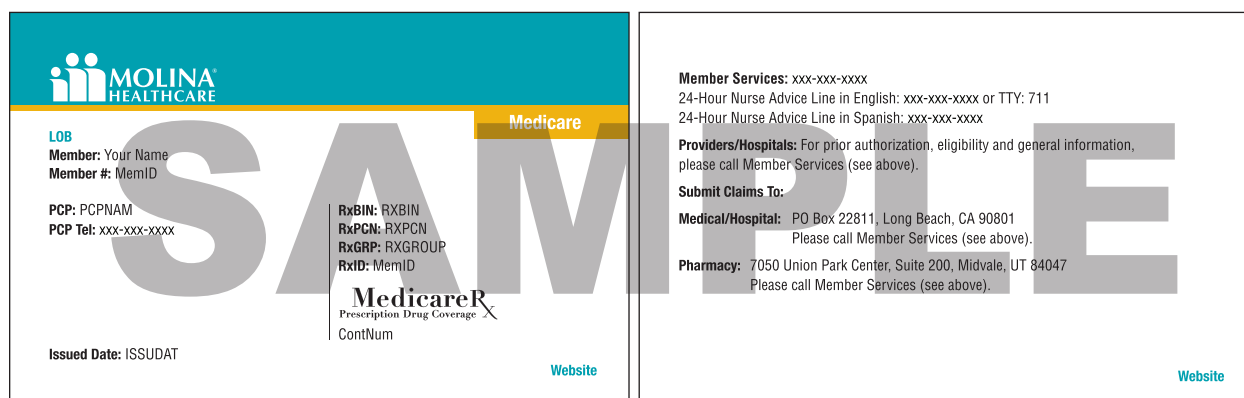 MOLINA®
HEALTHCARE
Medicare
LOB
Member: Your Name
Member #: MemID
PCP: PCPNAM
PCP Tel: xxx-xxx-xxxx
RxBIN: RXBIN
RxPCN: RXPCN
RxGRP: RXGROUP
RxID: MemID
MedicareRx
Prescription Drug Coverage
ContNum
Issued Date: ISSUDAT
Website
Member Services: xxx-xxx-xxxx
24-Hour Nurse Advice Line in English: xxx-xxx-xxxx or TTY: 711
24-Hour Nurse Advice Line in Spanish: xxx-xxx-xxxx
Providers/Hospitals: For prior authorization, eligibility and general information,
please call Member Services (see above).
Submit Claims To:
Medical/Hospital: PO Box 22811, Long Beach, CA 90801
Please call Member Services (see above).
Pharmacy: 7050 Union Park Center, Suite 200, Midvale, UT 84047
Please call Member Services (see above).
Website
SAMPLE